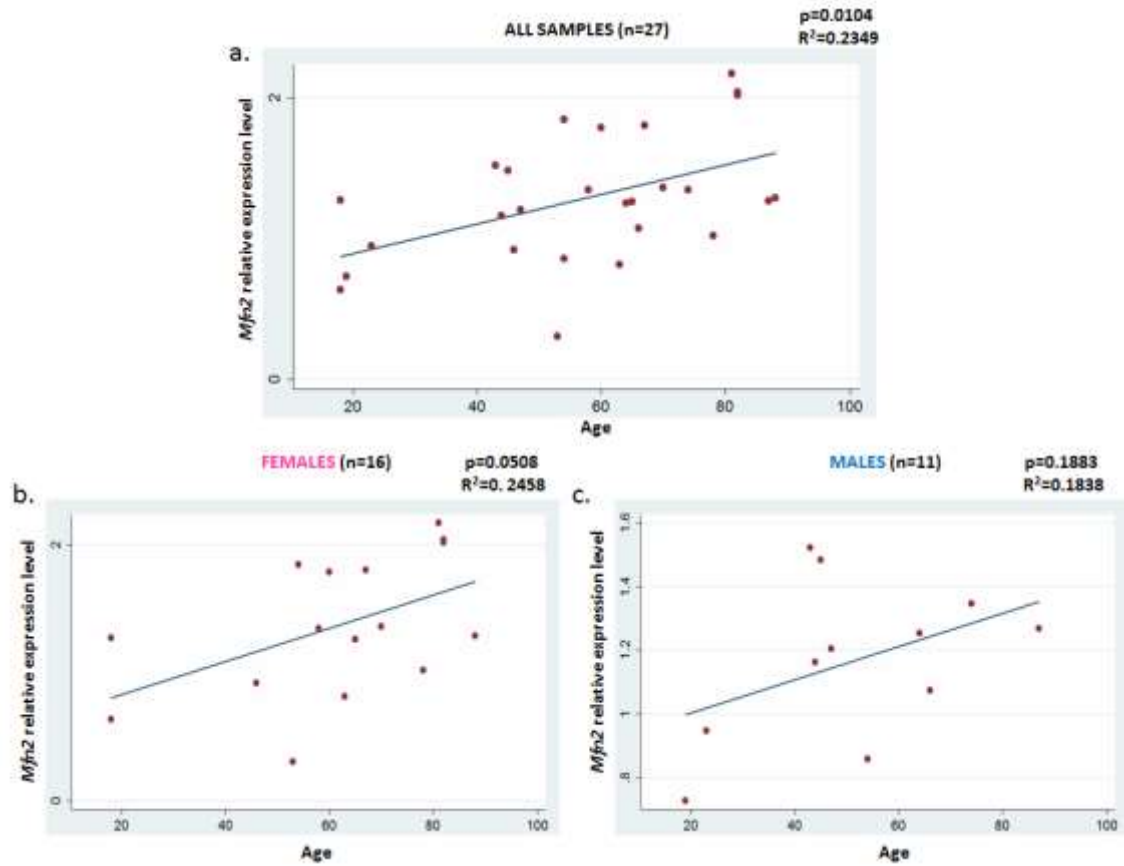 ALL SAMPLES (n=27)
p=0.0104
R²=0.2349
a.
Mfn2 relative expression level
2
0
20 40 60 80 100
Age
FEMALES (n=16)
p=0.0508
R²=0. 2458
b.
Mfn2 relative expression level
2
0
20 40 60 80 100
Age
MALES (n=11)
p=0.1883
R²=0.1838
c.
Mfn2 relative expression level
1.6
1.4
1.2
1
.8
20 40 60 80 100
Age